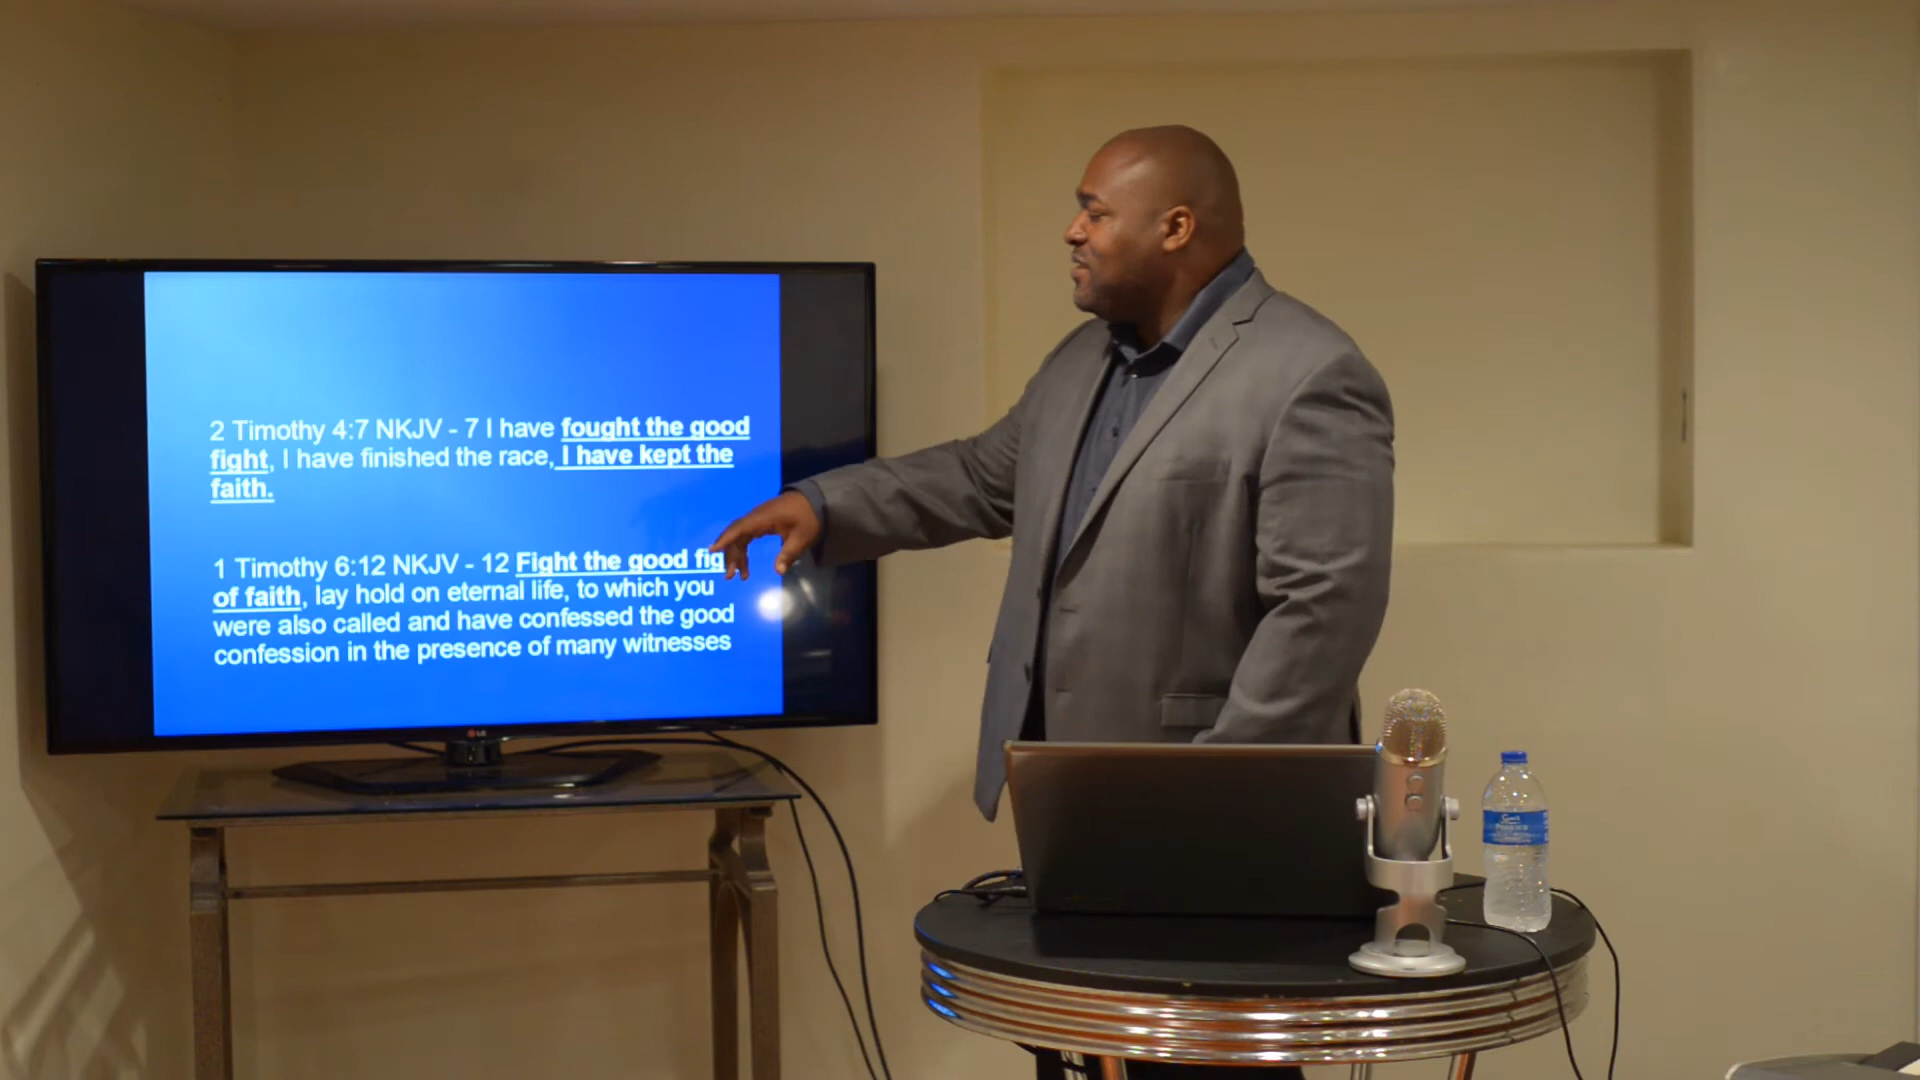 2 Timothy 4:7 NKJV - 7 I have fought the good
fight, I have finished the race, I have kept the
faith.
1 Timothy 6:12 NKJV - 12 Fight the good fig
of faith, lay hold on eternal life, to which you
were also called and have confessed the good
confession in the presence of many witnesses
LG